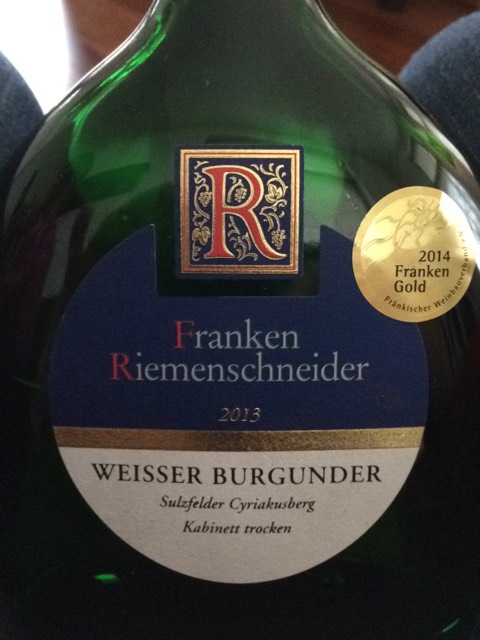 R
2014
Franken
Gold
Fränkischer Weinbauverband e.V.
Franken
Riemenschneider
2013
WEISSER BURGUNDER
Sulzfelder Cyriakusberg
Kabinett trocken